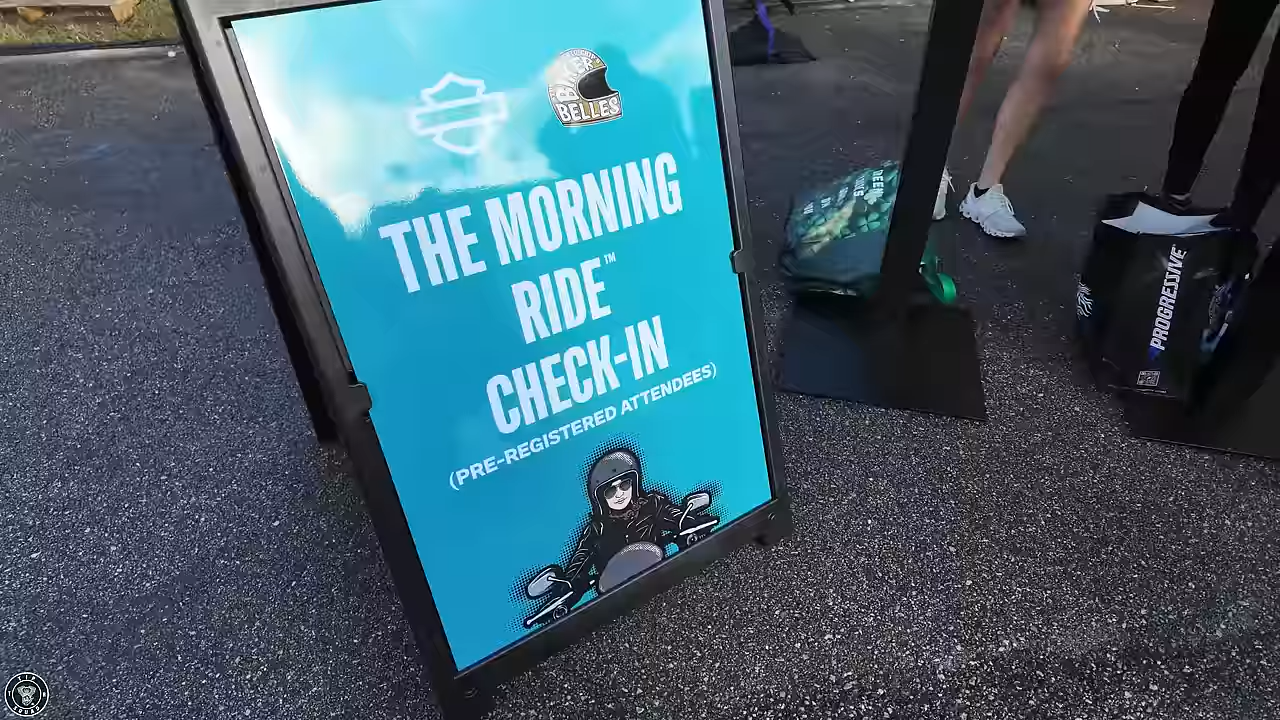 BIKER
BELLES
THE MORNING
RIDE™
CHECK-IN
(PRE-REGISTERED ATTENDEES)
PROGRESSIVE